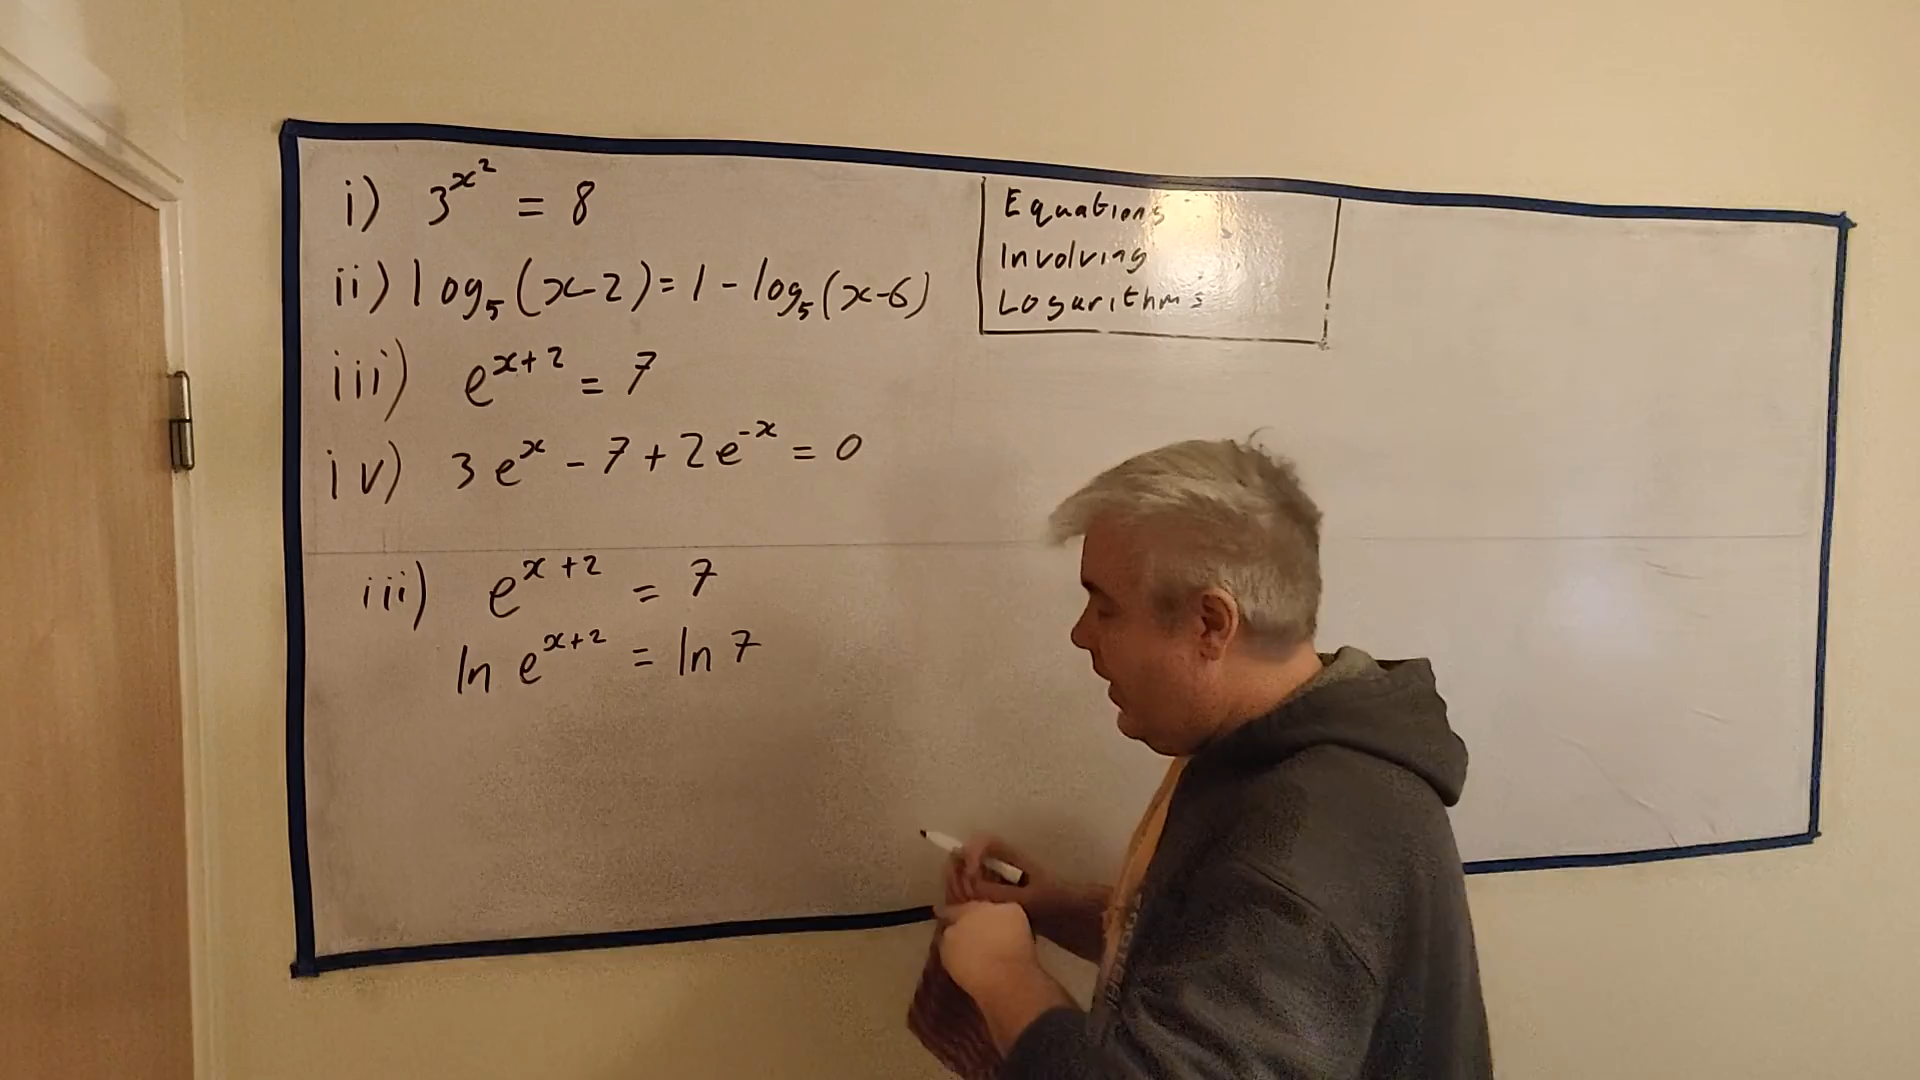 i) 3^{x^2} = 8
ii) log₅(x-2) = 1 - log₅(x-6)
iii) e^{x+2} = 7
iv) 3e^x - 7 + 2e^{-x} = 0
Equations
Involving
Logarithms
iii) e^{x+2} = 7
ln e^{x+2} = ln 7